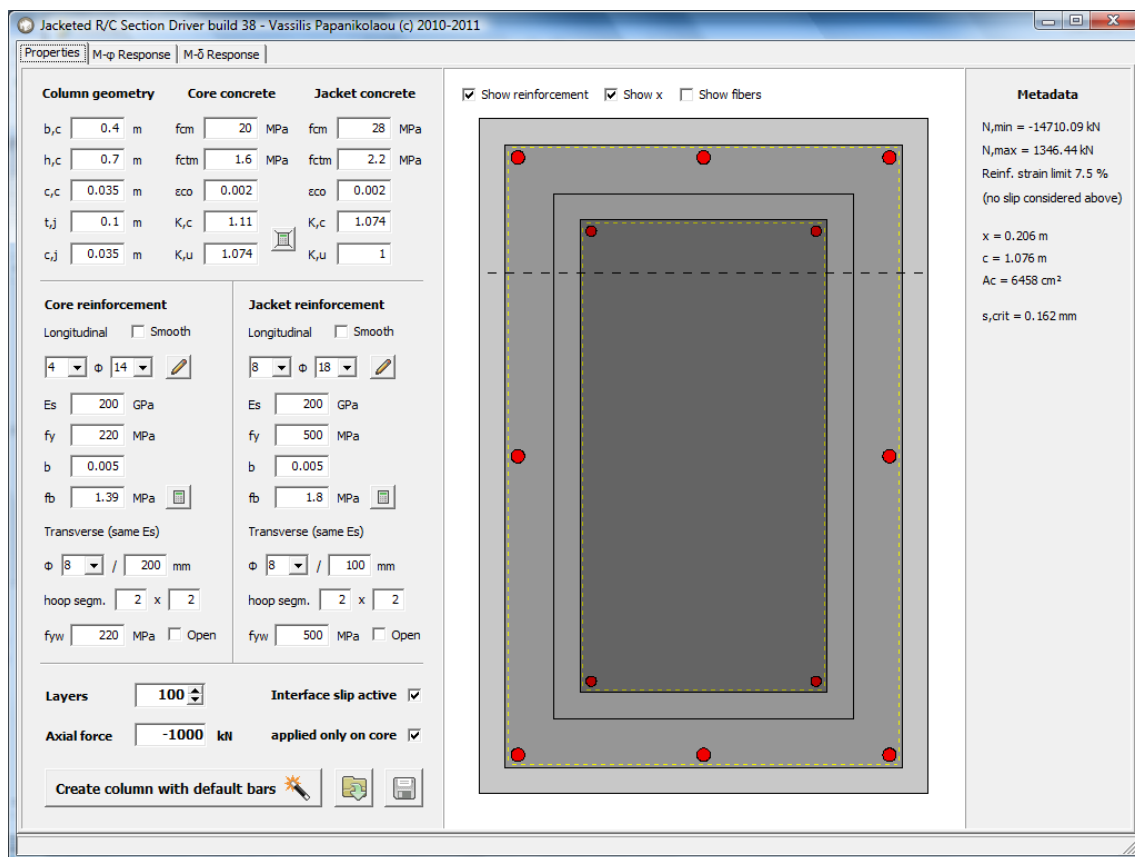 Jacketed R/C Section Driver build 38 - Vassilis Papanikolaou (c) 2010-2011
Properties M-φ Response M-δ Response
Column geometry Core concrete Jacket concrete
b,c 0.4 m fcm 20 MPa fcm 28 MPa
h,c 0.7 m fctm 1.6 MPa fctm 2.2 MPa
c,c 0.035 m εco 0.002 εco 0.002
t,j 0.1 m K,c 1.11 K,c 1.074
c,j 0.035 m K,u 1.074 K,u 1
Core reinforcement Jacket reinforcement
Longitudinal Smooth Longitudinal Smooth
4 Φ 14 8 Φ 18
Es 200 GPa Es 200 GPa
fy 220 MPa fy 500 MPa
b 0.005 b 0.005
fb 1.39 MPa fb 1.8 MPa
Transverse (same Es) Transverse (same Es)
Φ 8 / 200 mm Φ 8 / 100 mm
hoop segm. 2 x 2 hoop segm. 2 x 2
fyw 220 MPa Open fyw 500 MPa Open
Layers 100 Interface slip active
Axial force -1000 kN applied only on core
Create column with default bars
Show reinforcement Show x Show fibers
Metadata
N,min = -14710.09 kN
N,max = 1346.44 kN
Reinf. strain limit 7.5 %
(no slip considered above)
x = 0.206 m
c = 1.076 m
Ac = 6458 cm²
s,crit = 0.162 mm